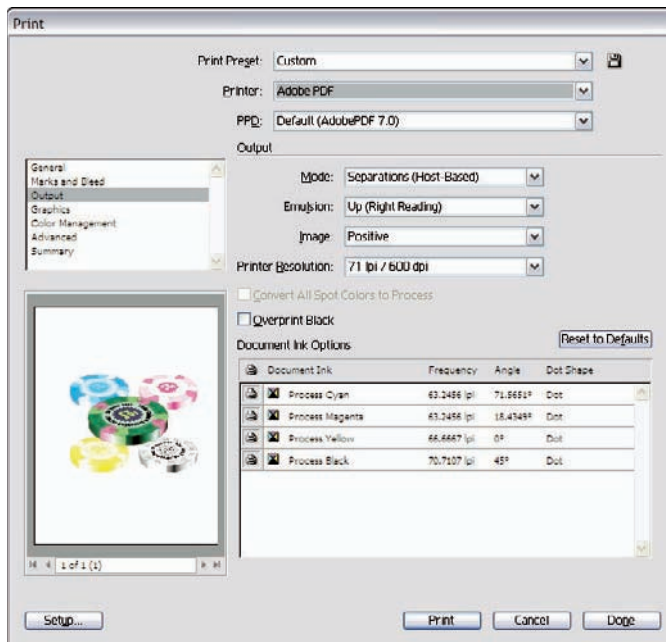 Print
Print Preset: Custom
Printer: Adobe PDF
PPD: Default (AdobePDF 7.0)
General
Marks and Bleed
Output
Graphics
Color Management
Advanced
Summary
Output
Mode: Separations (Host-Based)
Emulsion: Up (Right Reading)
Image: Positive
Printer Resolution: 71 lpi / 600 dpi
Convert All Spot Colors to Process
Overprint Black
Document Ink Options
Reset to Defaults
Document Ink Frequency Angle Dot Shape
Process Cyan 63.2456 lpi 71.5651° Dot
Process Magenta 63.2456 lpi 18.4349° Dot
Process Yellow 66.6667 lpi 0° Dot
Process Black 70.7107 lpi 45° Dot
1 of 1 (1)
Setup...
Print
Cancel
Done